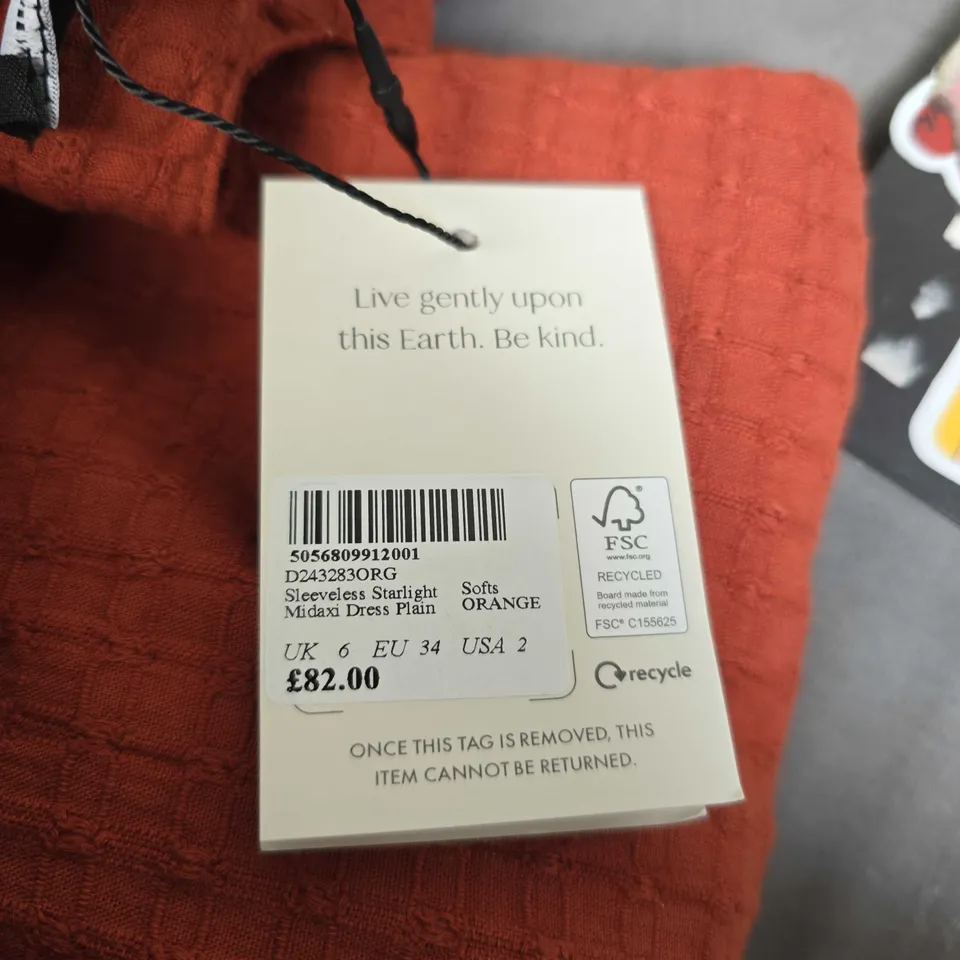 Live gently upon
this Earth. Be kind.
5056809912001
D243283ORG
Sleeveless Starlight Softs
Midaxi Dress Plain ORANGE
UK 6 EU 34 USA 2
£82.00
FSC®
www.fsc.org
RECYCLED
Board made from
recycled material
FSC® C155625
recycle
ONCE THIS TAG IS REMOVED, THIS
ITEM CANNOT BE RETURNED.